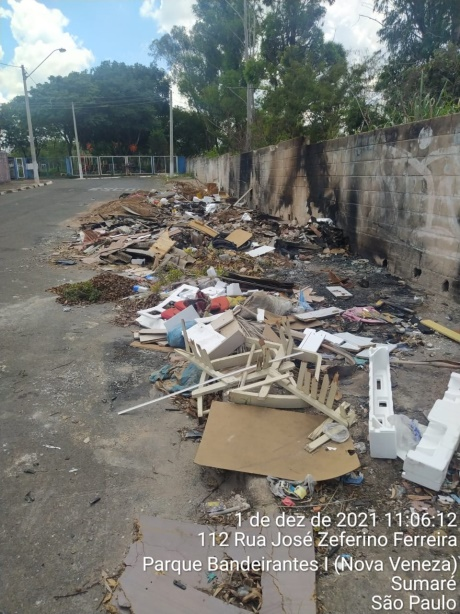 1 de dez de 2021 11:06:12
112 Rua José Zeferino Ferreira
Parque Bandeirantes I (Nova Veneza)
Sumaré
São Paulo